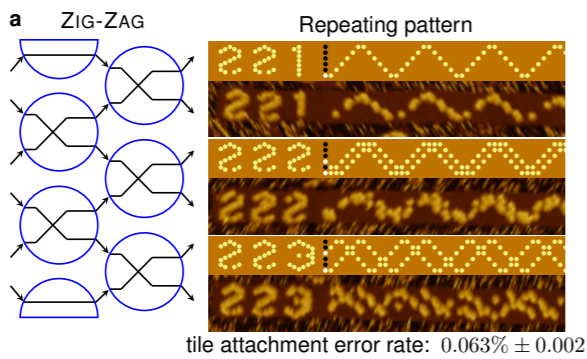 a ZIG-ZAG
Repeating pattern
221
221
222
222
223
223
tile attachment error rate: 0.063% ± 0.002